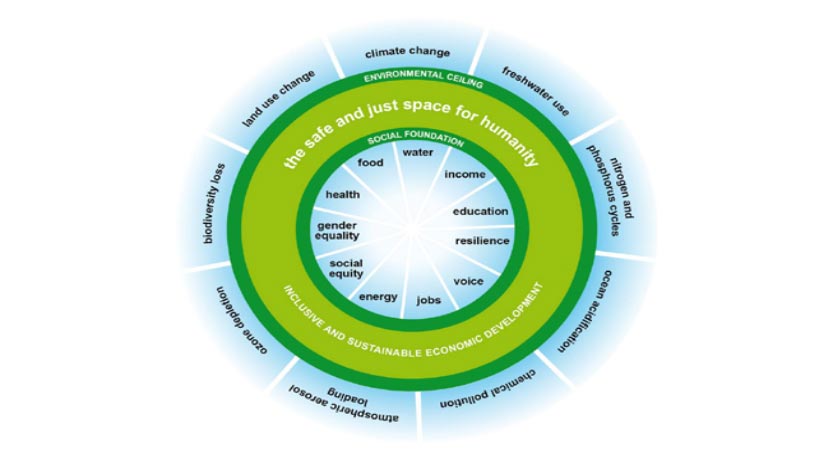 climate change
freshwater use
nitrogen and
phosphorus cycles
ocean acidification
chemical pollution
atmospheric aerosol
loading
ozone depletion
biodiversity loss
land use change
ENVIRONMENTAL CEILING
the safe and just space for humanity
SOCIAL FOUNDATION
water
income
education
resilience
voice
jobs
energy
social
equity
gender
equality
health
food
INCLUSIVE AND SUSTAINABLE ECONOMIC DEVELOPMENT